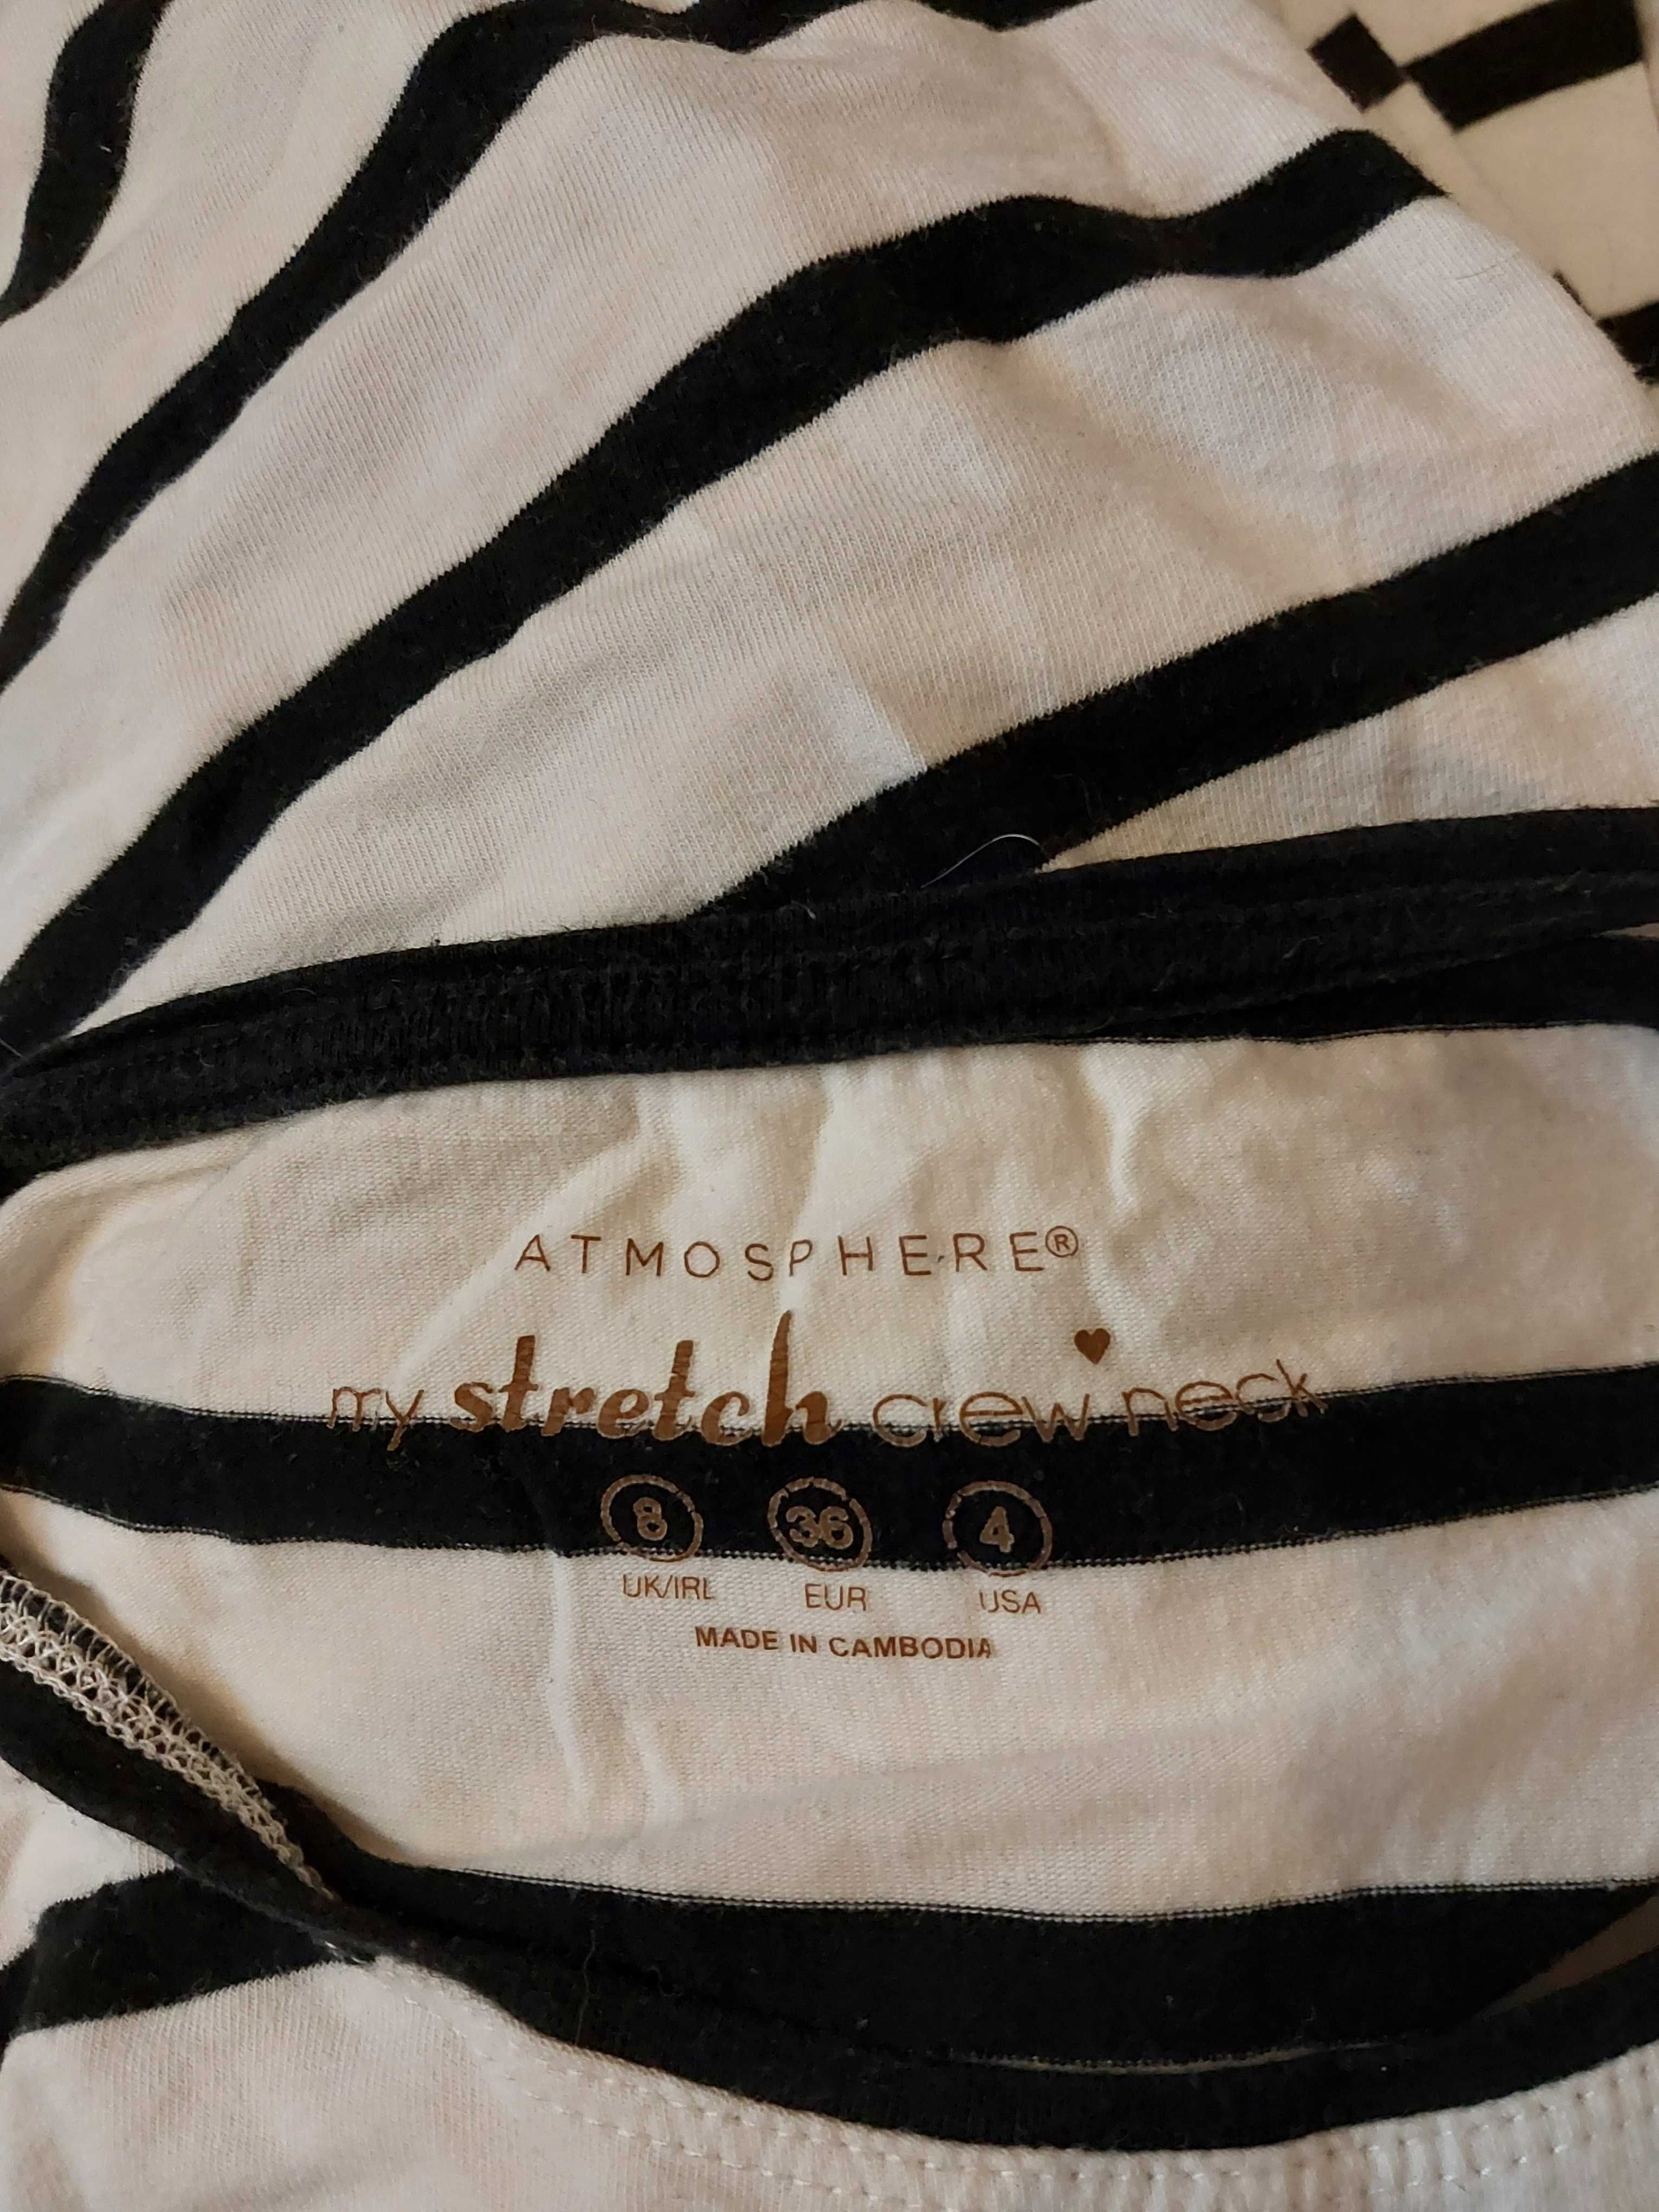 ATMOSPHERE®
my stretch crew neck
8 36 4
UK/IRL EUR USA
MADE IN CAMBODIA